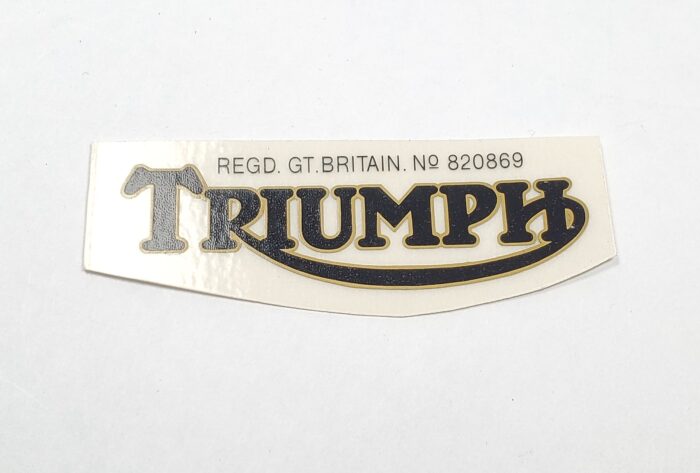 REGD. GT.BRITAIN. Nº 820869
TRIUMPH